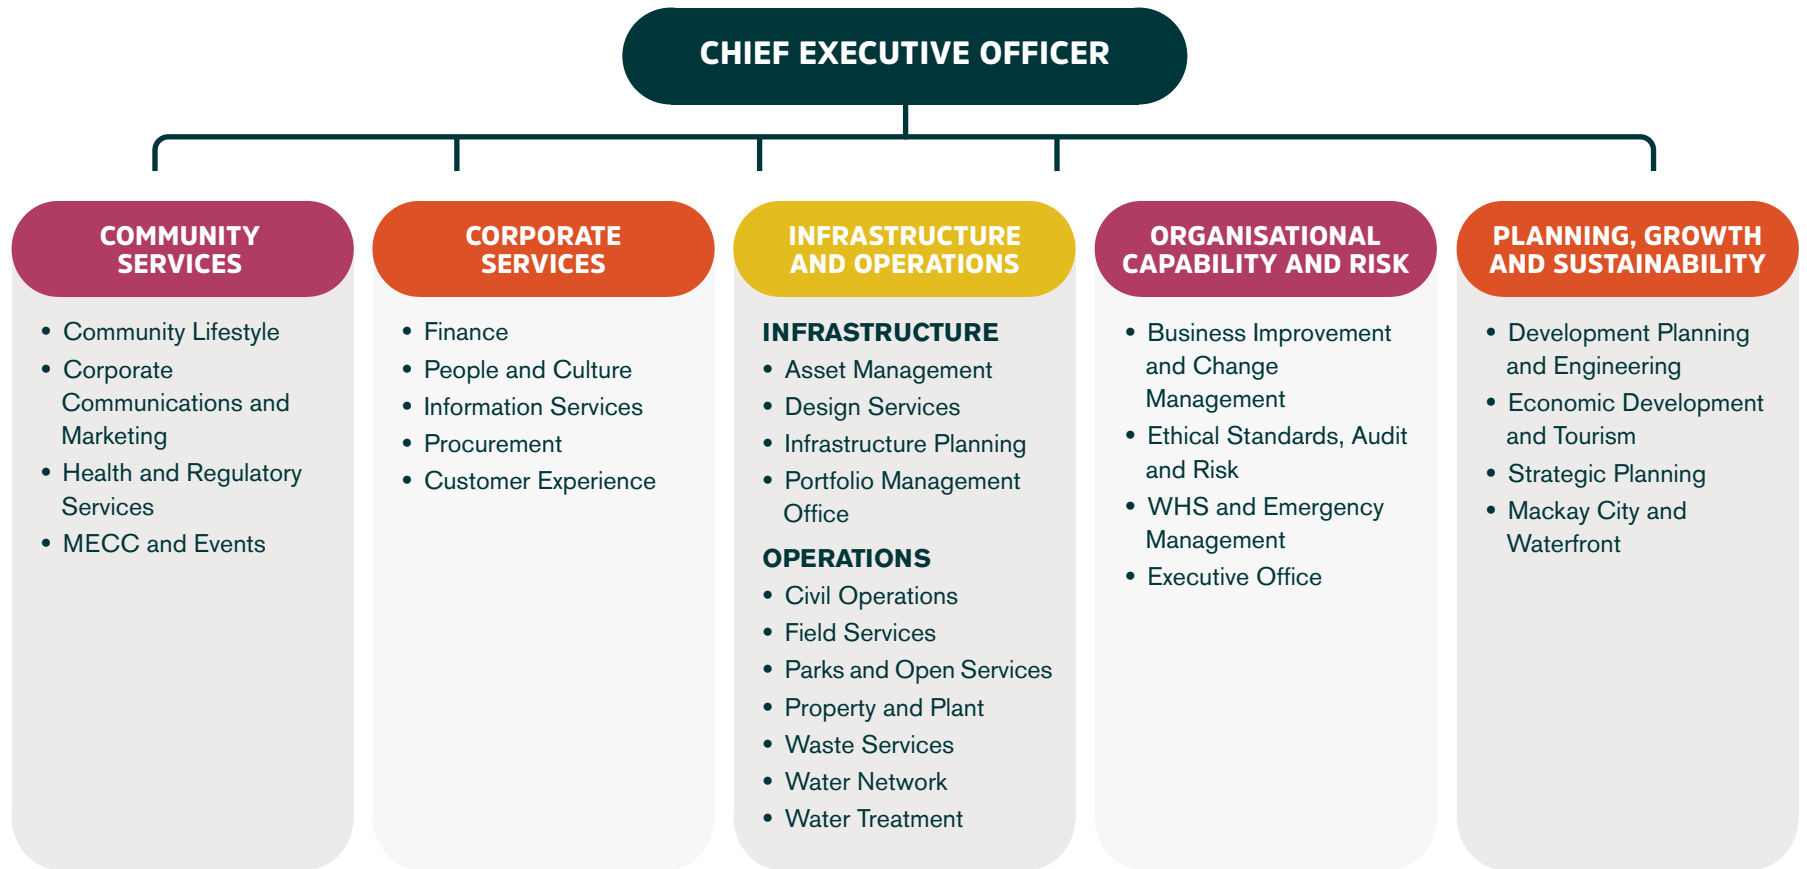 CHIEF EXECUTIVE OFFICER
COMMUNITY
SERVICES
• Community Lifestyle
• Corporate
Communications and
Marketing
• Health and Regulatory
Services
• MECC and Events
CORPORATE
SERVICES
• Finance
• People and Culture
• Information Services
• Procurement
• Customer Experience
INFRASTRUCTURE
AND OPERATIONS
INFRASTRUCTURE
• Asset Management
• Design Services
• Infrastructure Planning
• Portfolio Management
Office
OPERATIONS
• Civil Operations
• Field Services
• Parks and Open Services
• Property and Plant
• Waste Services
• Water Network
• Water Treatment
ORGANISATIONAL
CAPABILITY AND RISK
• Business Improvement
and Change
Management
• Ethical Standards, Audit
and Risk
• WHS and Emergency
Management
• Executive Office
PLANNING, GROWTH
AND SUSTAINABILITY
• Development Planning
and Engineering
• Economic Development
and Tourism
• Strategic Planning
• Mackay City and
Waterfront